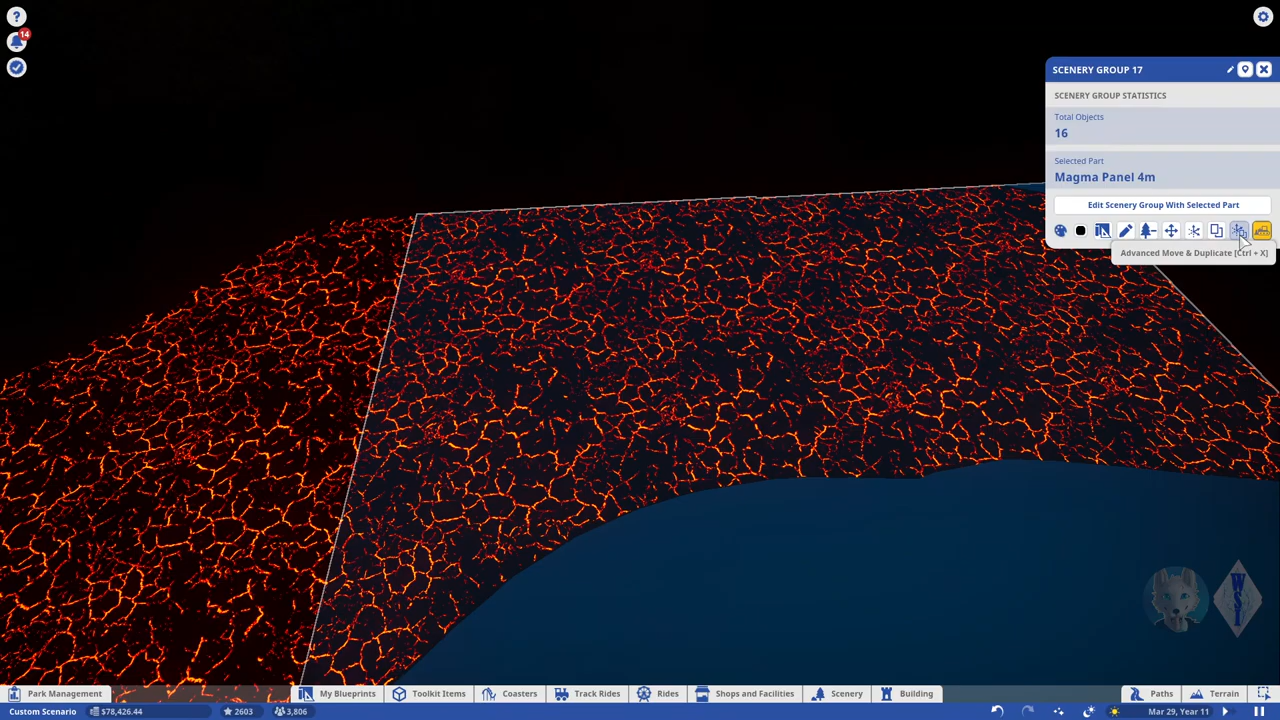 ?
14
SCENERY GROUP 17
SCENERY GROUP STATISTICS
Total Objects
16
Selected Part
Magma Panel 4m
Edit Scenery Group With Selected Part
Advanced Move & Duplicate [Ctrl + X]
WSI
Park Management
My Blueprints
Toolkit Items
Coasters
Track Rides
Rides
Shops and Facilities
Scenery
Building
Paths
Terrain
Custom Scenario
$78,426.44
2603
3,806
Mar 29, Year 11